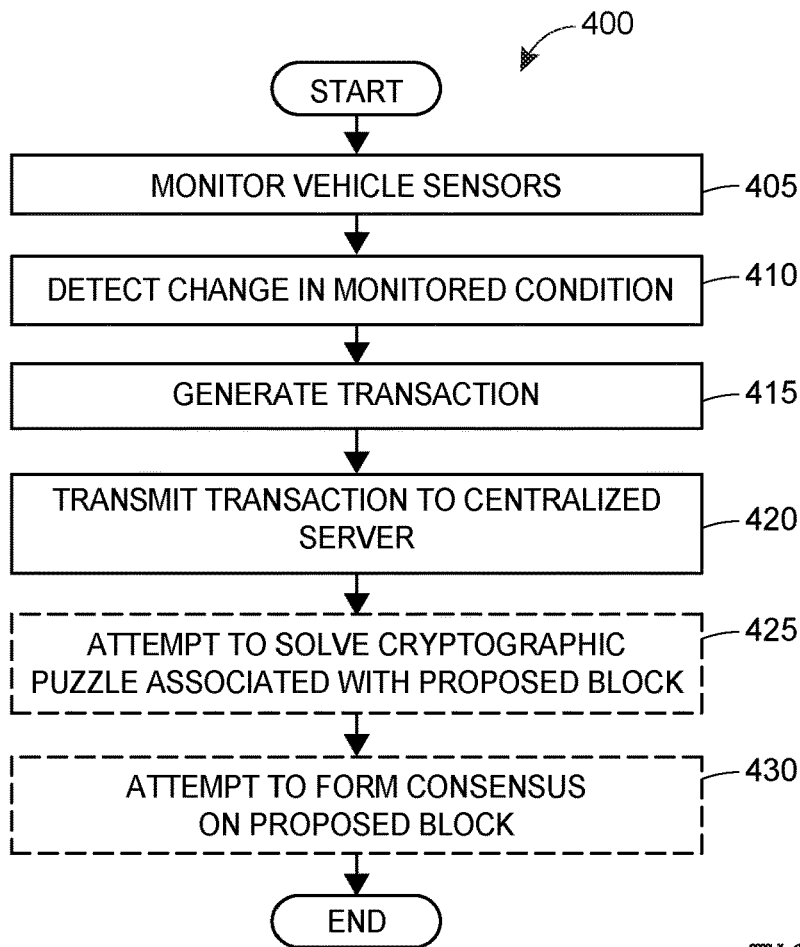 400
START
MONITOR VEHICLE SENSORS
405
DETECT CHANGE IN MONITORED CONDITION
410
GENERATE TRANSACTION
415
TRANSMIT TRANSACTION TO CENTRALIZED
SERVER
420
ATTEMPT TO SOLVE CRYPTOGRAPHIC
PUZZLE ASSOCIATED WITH PROPOSED BLOCK
425
ATTEMPT TO FORM CONSENSUS
ON PROPOSED BLOCK
430
END